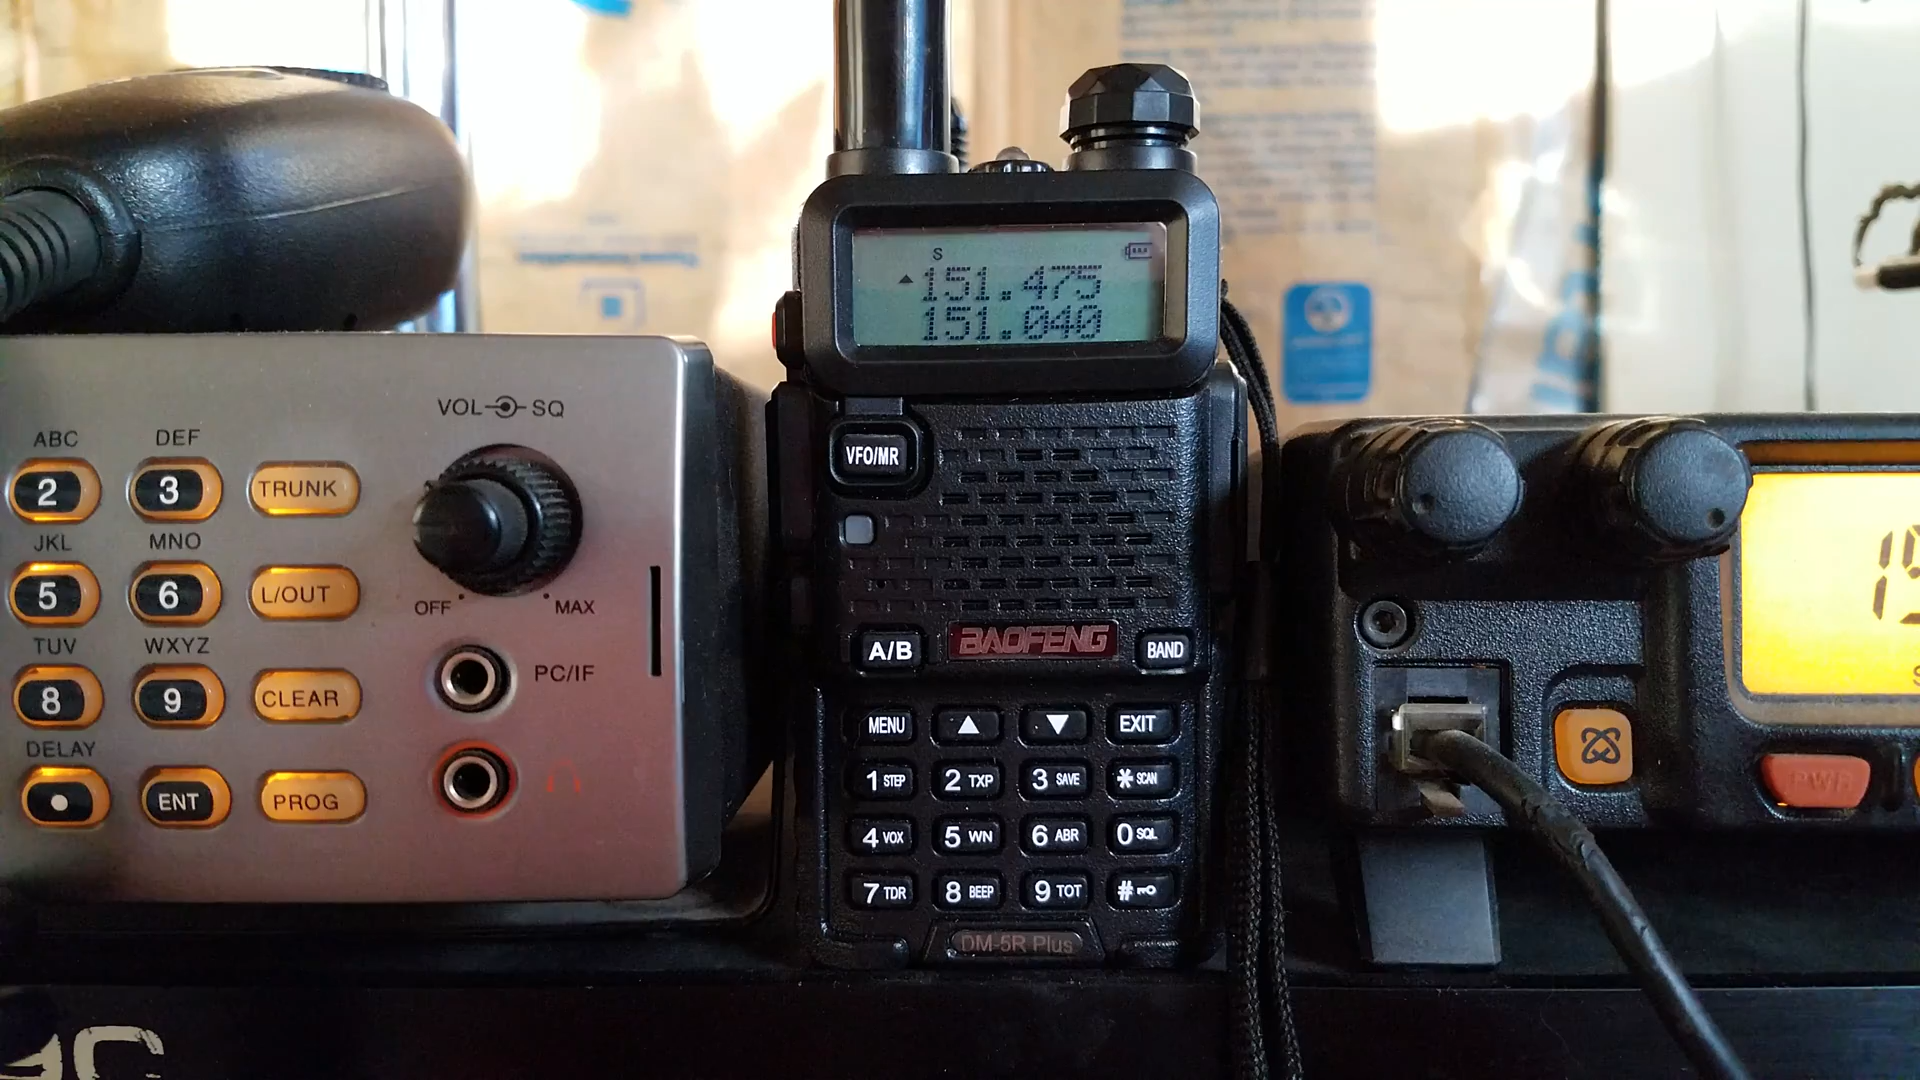 VOL SQ
ABC DEF
2 3 TRUNK
JKL MNO
5 6 L/OUT
OFF MAX
TUV WXYZ
8 9 CLEAR
PC/IF
DELAY
ENT PROG
S
151.475
151.040
VFO/MR
A/B BAOFENG BAND
MENU EXIT
1 STEP 2 TXP 3 SAVE * SCAN
4 VOX 5 WN 6 ABR 0 SQL
7 TDR 8 BEEP 9 TOT #
DM-5R Plus
PWR